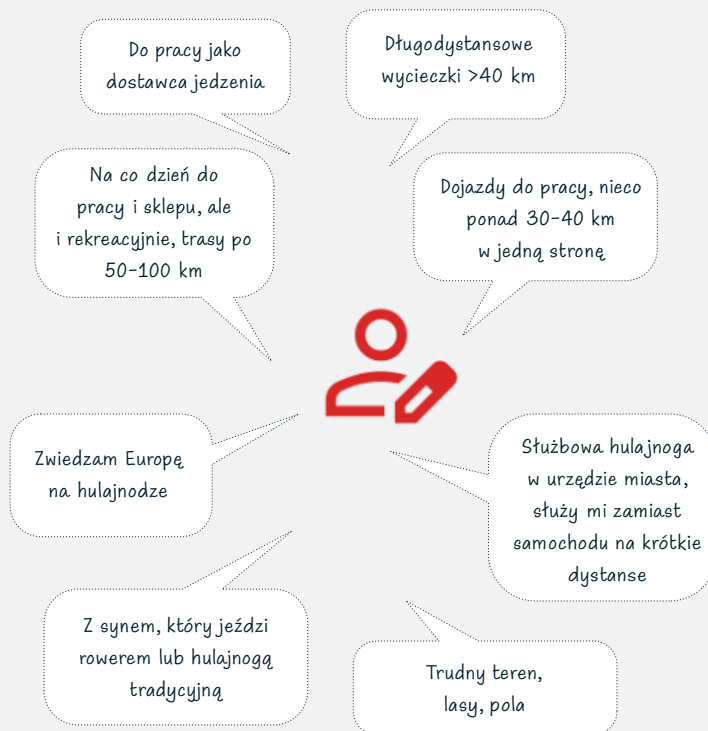 Do pracy jako
dostawca jedzenia
Długodystansowe
wycieczki >40 km
Na co dzień do
pracy i sklepu, ale
i rekreacyjnie, trasy po
50-100 km
Dojazdy do pracy, nieco
ponad 30-40 km
w jedną stronę
Zwiedzam Europę
na hulajnodze
Służbowa hulajnoga
w urzędzie miasta,
służy mi zamiast
samochodu na krótkie
dystanse
Z synem, który jeździ
rowerem lub hulajnogą
tradycyjną
Trudny teren,
lasy, pola